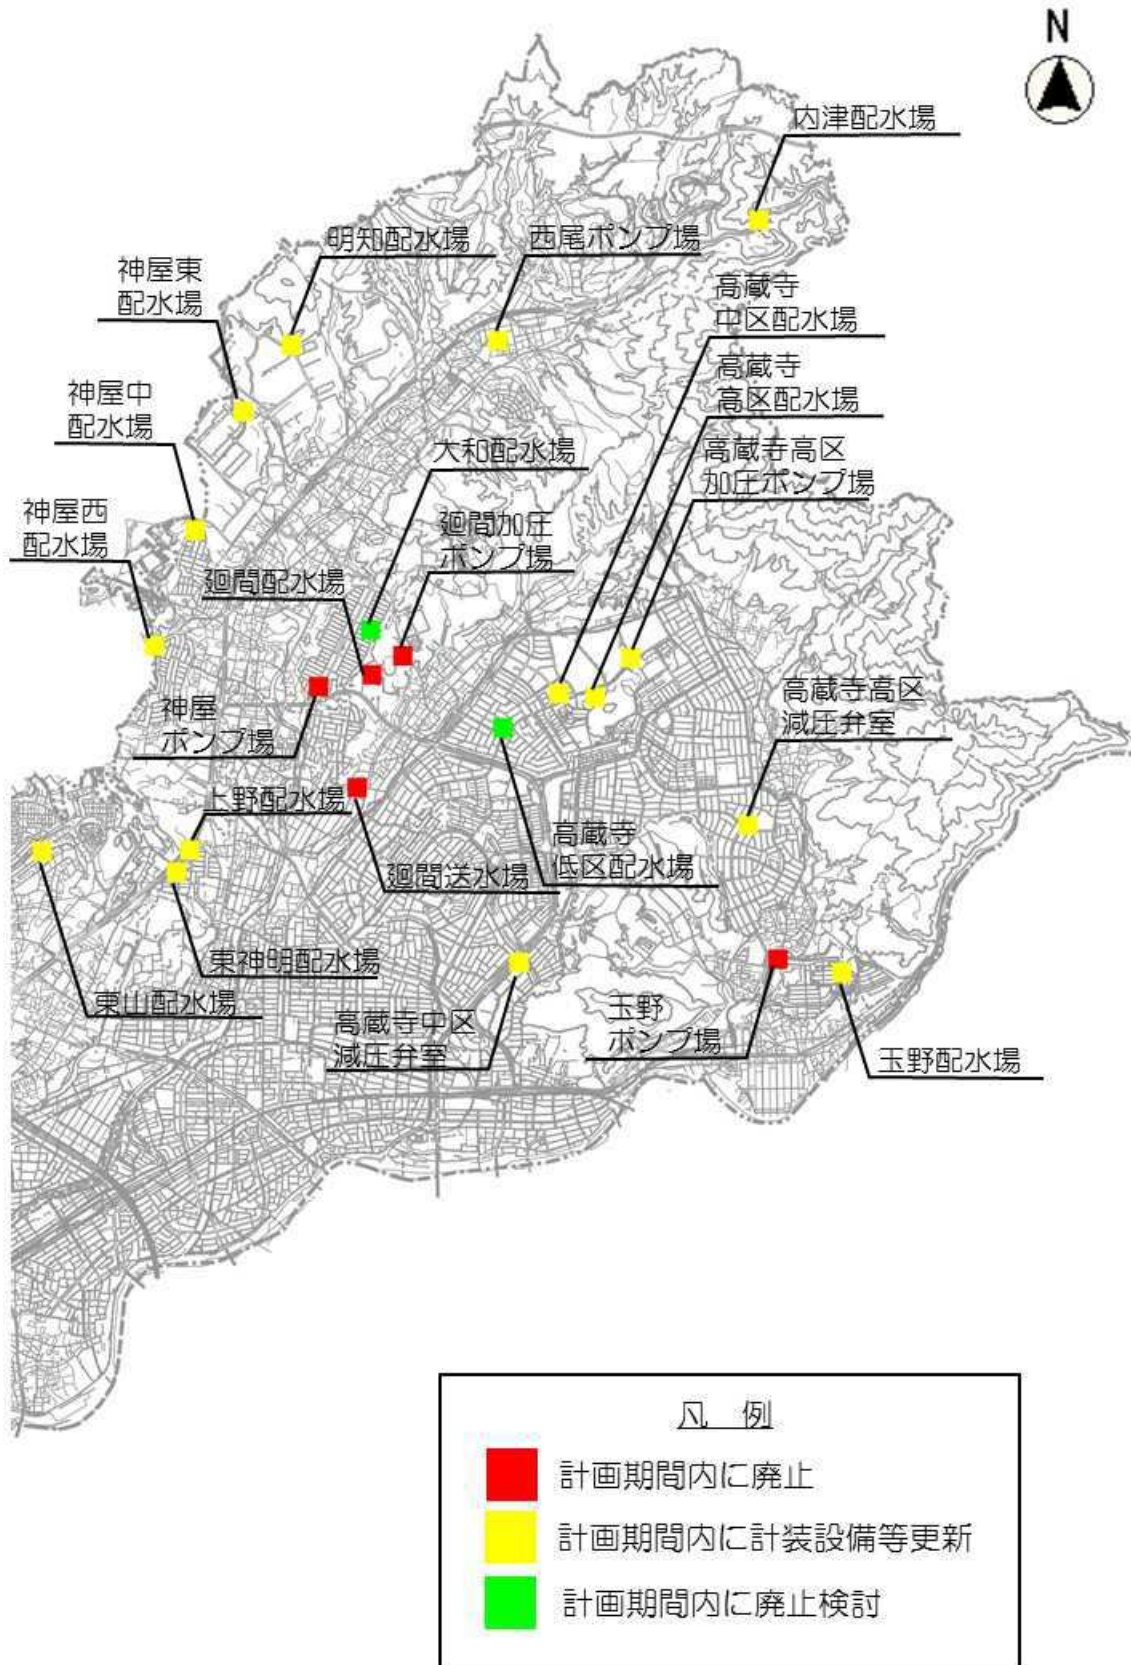 N
内津配水場
明知配水場
西尾ポンプ場
神屋東
配水場
高蔵寺
中区配水場
神屋中
配水場
高蔵寺
高区配水場
大和配水場
高蔵寺高区
加圧ポンプ場
神屋西
配水場
廻間加圧
ポンプ場
廻間配水場
神屋
ポンプ場
高蔵寺高区
減圧弁室
上野配水場
高蔵寺
低区配水場
廻間送水場
東神明配水場
東山配水場
高蔵寺中区
減圧弁室
玉野
ポンプ場
玉野配水場
凡 例
計画期間内に廃止
計画期間内に計装設備等更新
計画期間内に廃止検討